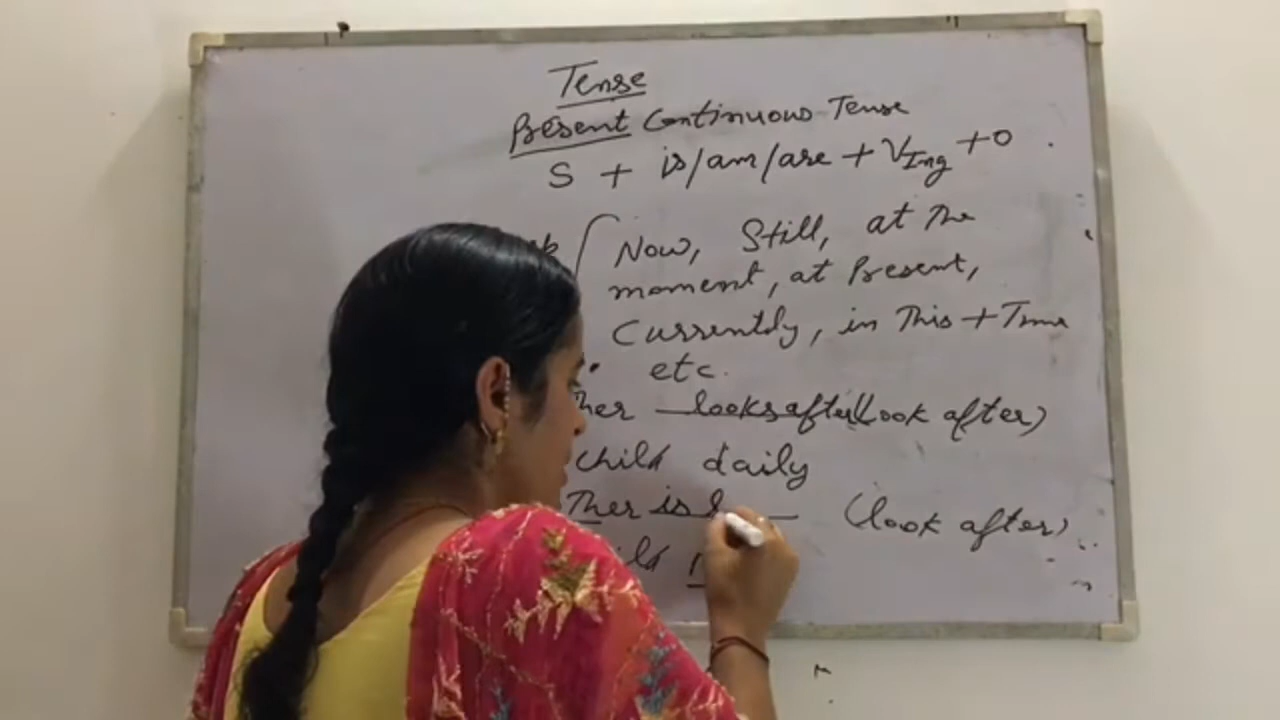 Tense
Present Continuous Tense
S + is/am/are + VIng + O
Now, Still, at The
moment, at Present,
Currently, in This + Time
etc.
looks after (Look after)
child daily
is (look after)